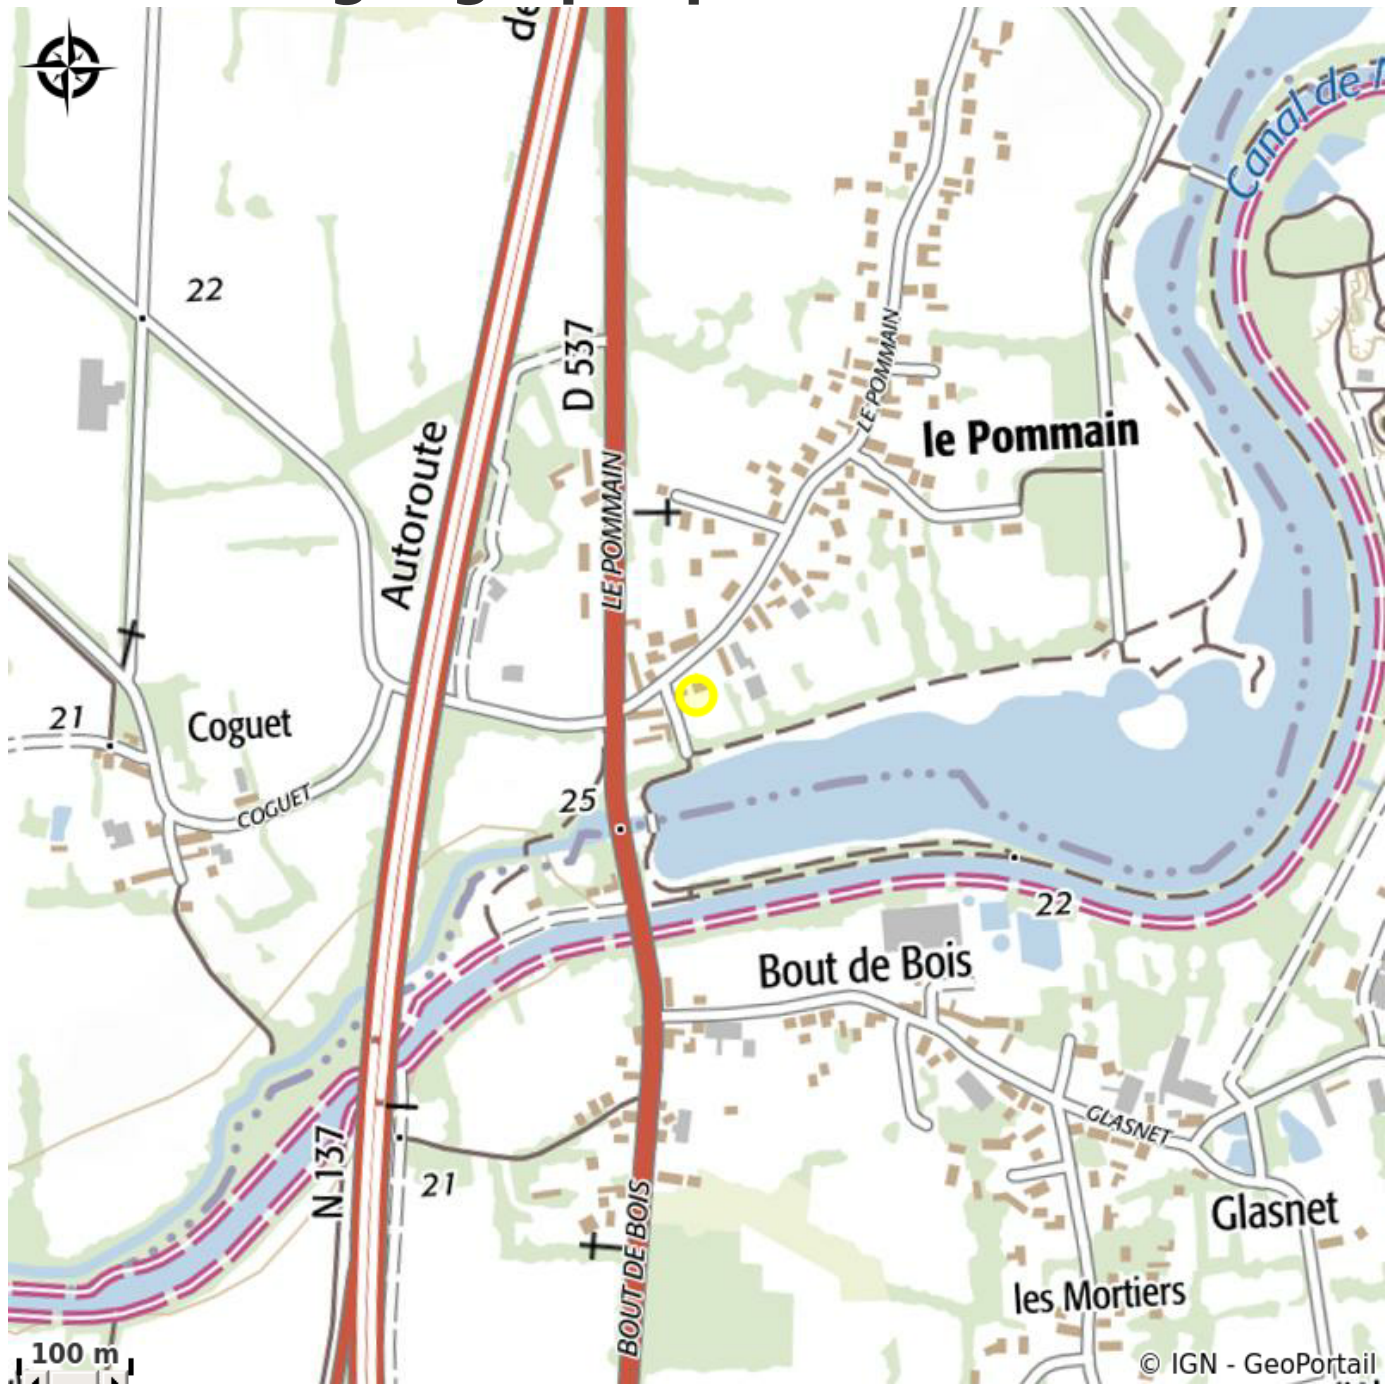 de
Canal de
22
D 537
LE POMMAIN
le Pommain
Autoroute
LE POMMAIN
21
Coguet
COGUET
25
22
Bout de Bois
GLASNET
N 137
21
Glasnet
BOUT DE BOIS
les Mortiers
100 m
© IGN - GeoPortail